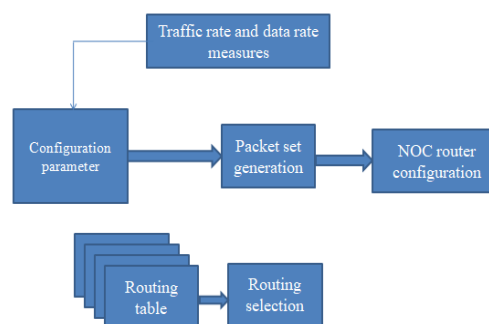 Traffic rate and data rate
measures
Configuration
parameter
Packet set
generation
NOC router
configuration
Routing
table
Routing
selection